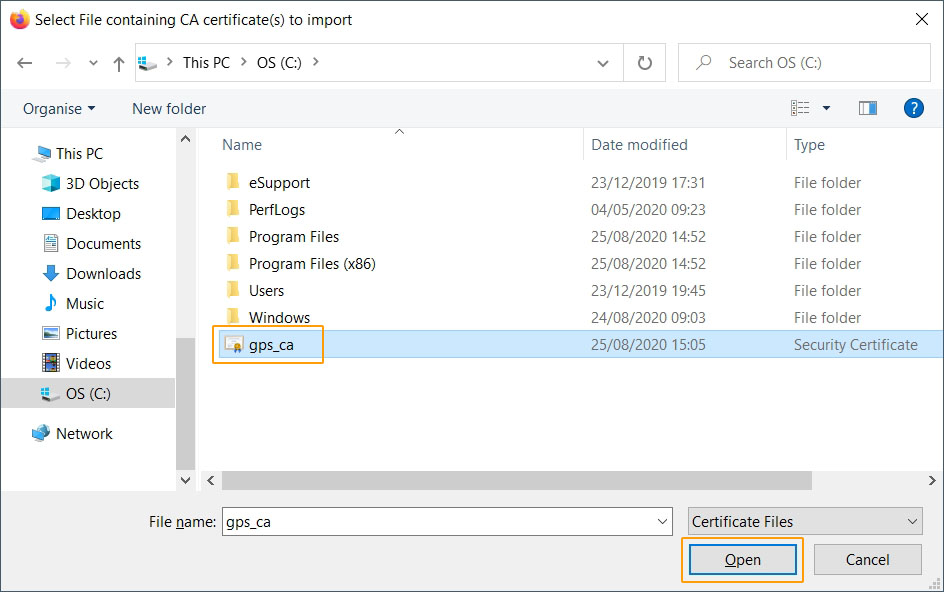 Select File containing CA certificate(s) to import
This PC OS (C:) Search OS (C:)
Organise New folder ?
Name Date modified Type
This PC
3D Objects
Desktop
Documents
Downloads
Music
Pictures
Videos
OS (C:)
Network
eSupport 23/12/2019 17:31 File folder
PerfLogs 04/05/2020 09:23 File folder
Program Files 25/08/2020 14:52 File folder
Program Files (x86) 25/08/2020 14:52 File folder
Users 23/12/2019 19:45 File folder
Windows 24/08/2020 09:03 File folder
gps_ca 25/08/2020 15:05 Security Certificate
File name: gps_ca Certificate Files
Open Cancel